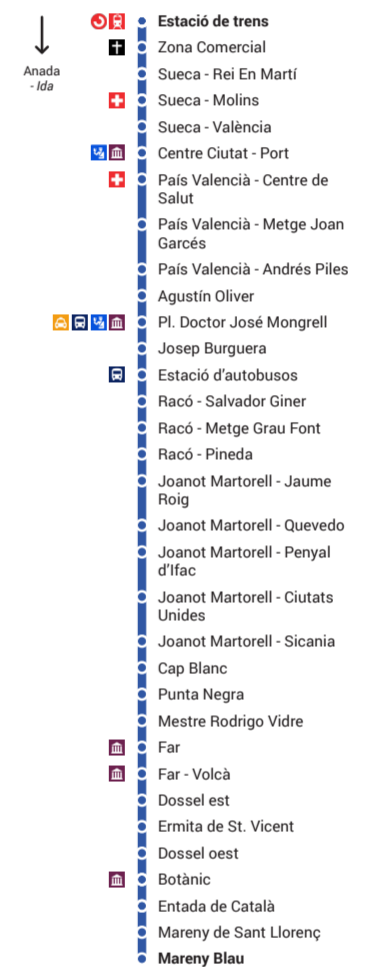 Estació de trens
Zona Comercial
Anada
- Ida
Sueca - Rei En Martí
Sueca - Molins
Sueca - València
Centre Ciutat - Port
País Valencià - Centre de
Salut
País Valencià - Metge Joan
Garcés
País Valencià - Andrés Piles
Agustín Oliver
Pl. Doctor José Mongrell
Josep Burguera
Estació d'autobusos
Racó - Salvador Giner
Racó - Metge Grau Font
Racó - Pineda
Joanot Martorell - Jaume
Roig
Joanot Martorell - Quevedo
Joanot Martorell - Penyal
d'Ifac
Joanot Martorell - Ciutats
Unides
Joanot Martorell - Sicania
Cap Blanc
Punta Negra
Mestre Rodrigo Vidre
Far
Far - Volcà
Dossel est
Ermita de St. Vicent
Dossel oest
Botànic
Entada de Català
Mareny de Sant Llorenç
Mareny Blau